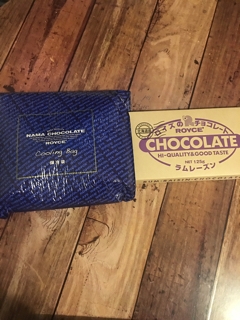 NAMA CHOCOLATE
ROYCE'
Cooling Bag
保冷袋
ロイズのチョコレート
ROYCE'
CHOCOLATE
HI-QUALITY&GOOD TASTE
NET 125g
ラムレーズン